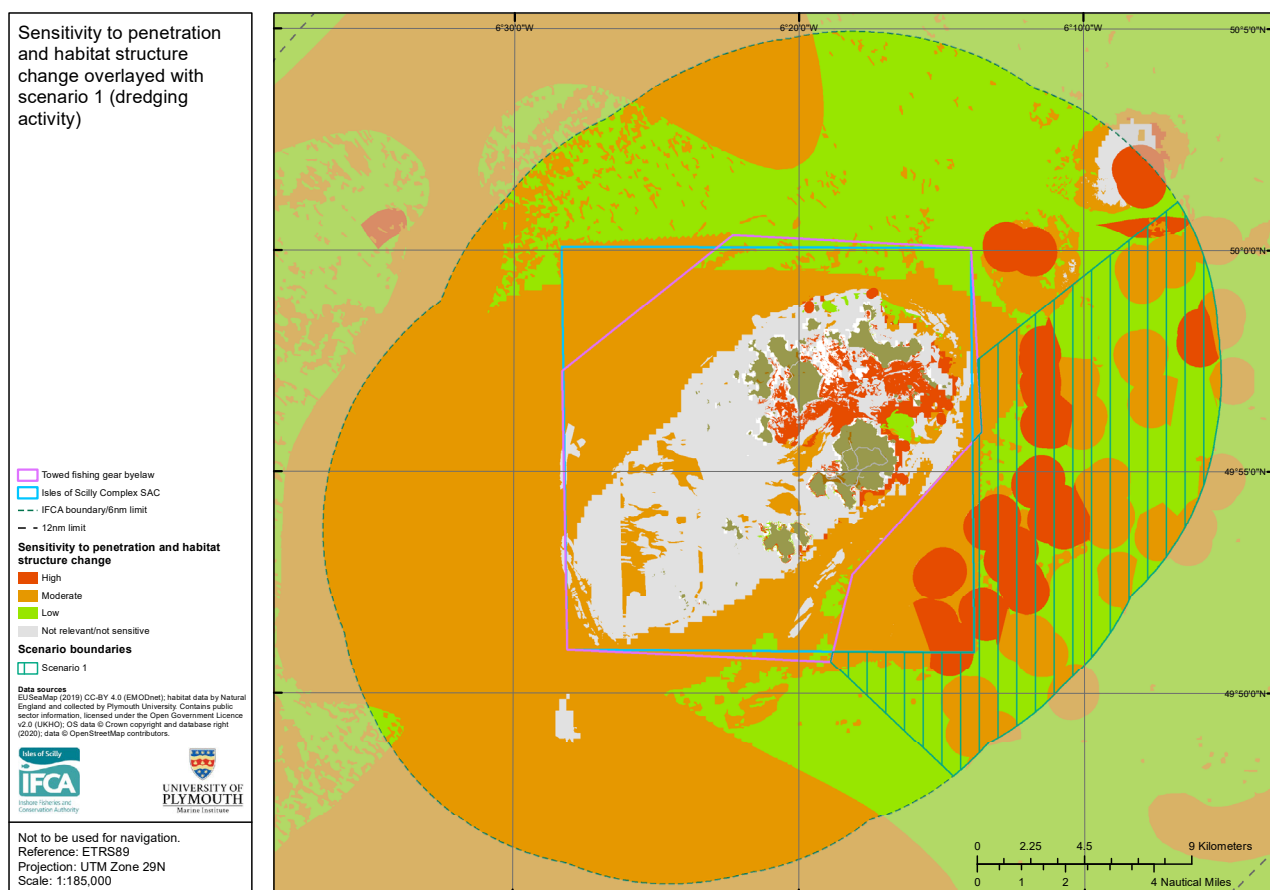 Sensitivity to penetration
and habitat structure
change overlayed with
scenario 1 (dredging
activity)
Towed fishing gear byelaw
Isles of Scilly Complex SAC
IFCA boundary/6nm limit
12nm limit
Sensitivity to penetration and habitat
structure change
High
Moderate
Low
Not relevant/not sensitive
Scenario boundaries
Scenario 1
Data sources
EUSeaMap (2019) CC-BY 4.0 (EMODnet); habitat data by Natural
England and collected by Plymouth University. Contains public
sector information, licensed under the Open Government Licence
v2.0 (UKHO); OS data © Crown copyright and database right
(2020); data © OpenStreetMap contributors.
Isles of Scilly
IFCA
Inshore Fisheries and
Conservation Authority
UNIVERSITY OF
PLYMOUTH
Marine Institute
Not to be used for navigation.
Reference: ETRS89
Projection: UTM Zone 29N
Scale: 1:185,000
6°30'0"W
6°20'0"W
6°10'0"W
50°5'0"N
50°0'0"N
49°55'0"N
49°50'0"N
0 2.25 4.5 9 Kilometers
0 1 2 4 Nautical Miles